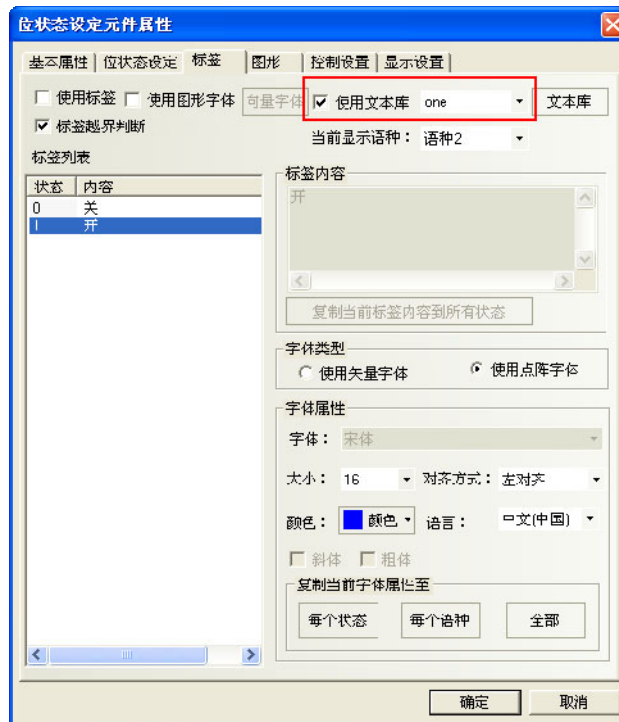 位状态设定元件属性
基本属性 位状态设定 标签 图形 控制设置 显示设置
使用标签 使用图形字体 向量字体 使用文本库 one 文本库
标签越界判断
当前显示语种： 语种2
标签列表
标签内容
状态 内容
0 关
1 开
开
复制当前标签内容到所有状态
字体类型
使用矢量字体 使用点阵字体
字体属性
字体： 宋体
大小： 16 对齐方式： 左对齐
颜色： 颜色 语言： 中文(中国)
斜体 粗体
复制当前字体属性至
每个状态 每个语种 全部
确定 取消